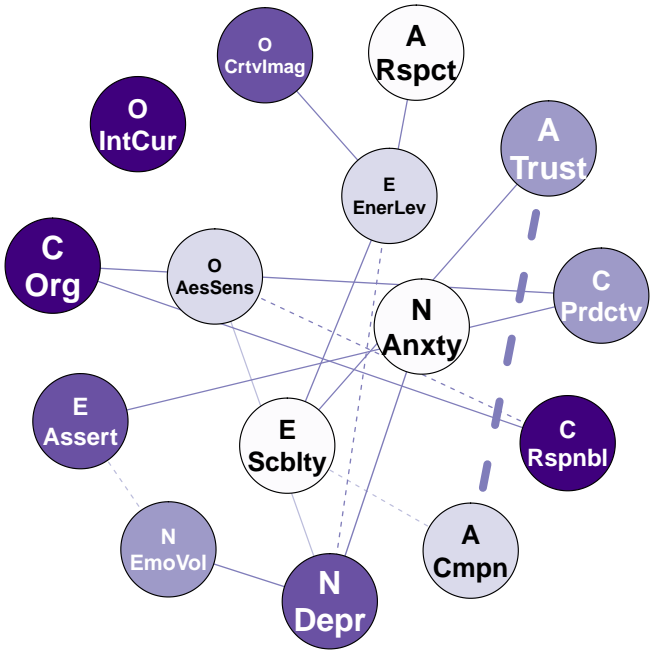 O
CrtvImag
A
Rspct
O
IntCur
A
Trust
E
EnerLev
C
Org
O
AesSens
C
Prdctv
N
Anxty
E
Assert
E
Scblty
C
Rspnbl
N
EmoVol
A
Cmpn
N
Depr